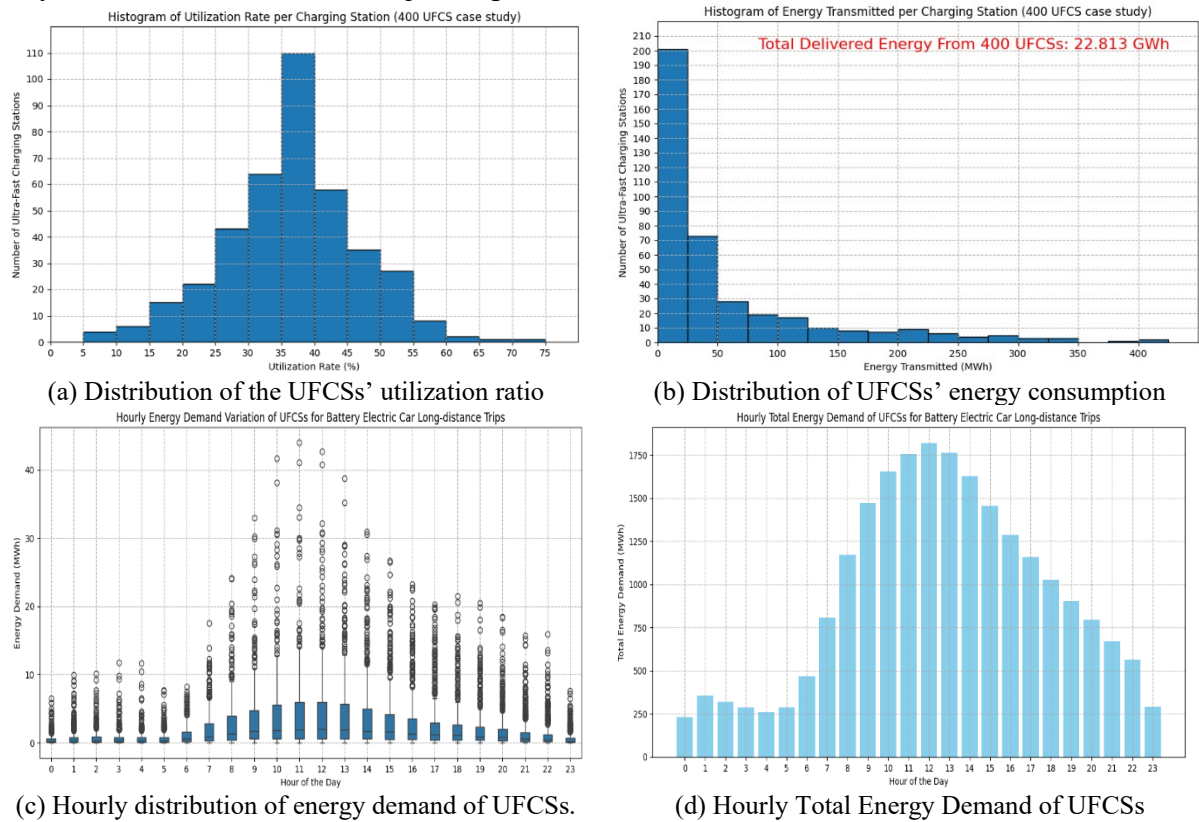 Histogram of Utilization Rate per Charging Station (400 UFCS case study)
Number of Ultra-Fast Charging Stations
110
100
90
80
70
60
50
40
30
20
10
0
0 5 10 15 20 25 30 35 40 45 50 55 60 65 70 75
Utilization Rate (%)
(a) Distribution of the UFCSs’ utilization ratio
Histogram of Energy Transmitted per Charging Station (400 UFCS case study)
Total Delivered Energy From 400 UFCSs: 22.813 GWh
Number of Ultra-Fast Charging Stations
210
200
190
180
170
160
150
140
130
120
110
100
90
80
70
60
50
40
30
20
10
0
0 50 100 150 200 250 300 350 400
Energy Transmitted (MWh)
(b) Distribution of UFCSs’ energy consumption
Hourly Energy Demand Variation of UFCSs for Battery Electric Car Long-distance Trips
Energy Demand (MWh)
40
30
20
10
0
0 1 2 3 4 5 6 7 8 9 10 11 12 13 14 15 16 17 18 19 20 21 22 23
Hour of the Day
(c) Hourly distribution of energy demand of UFCSs.
Hourly Total Energy Demand of UFCSs for Battery Electric Car Long-distance Trips
Total Energy Demand (MWh)
1750
1500
1250
1000
750
500
250
0
0 1 2 3 4 5 6 7 8 9 10 11 12 13 14 15 16 17 18 19 20 21 22 23
Hour of the Day
(d) Hourly Total Energy Demand of UFCSs